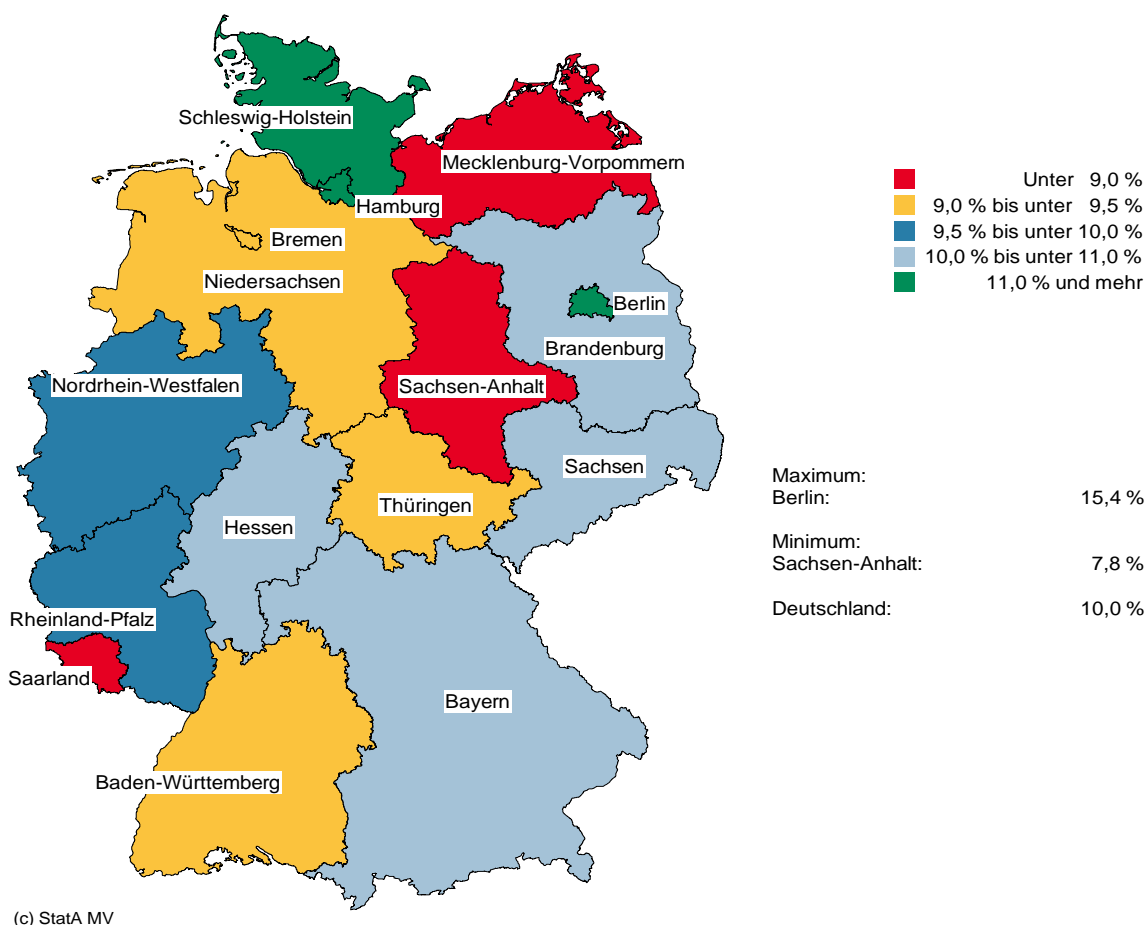 Schleswig-Holstein
Mecklenburg-Vorpommern
Hamburg
Bremen
Niedersachsen
Berlin
Brandenburg
Nordrhein-Westfalen
Sachsen-Anhalt
Sachsen
Thüringen
Hessen
Rheinland-Pfalz
Saarland
Bayern
Baden-Württemberg
Unter 9,0 %
9,0 % bis unter 9,5 %
9,5 % bis unter 10,0 %
10,0 % bis unter 11,0 %
11,0 % und mehr
Maximum:
Berlin: 15,4 %
Minimum:
Sachsen-Anhalt: 7,8 %
Deutschland: 10,0 %
(c) StatA MV